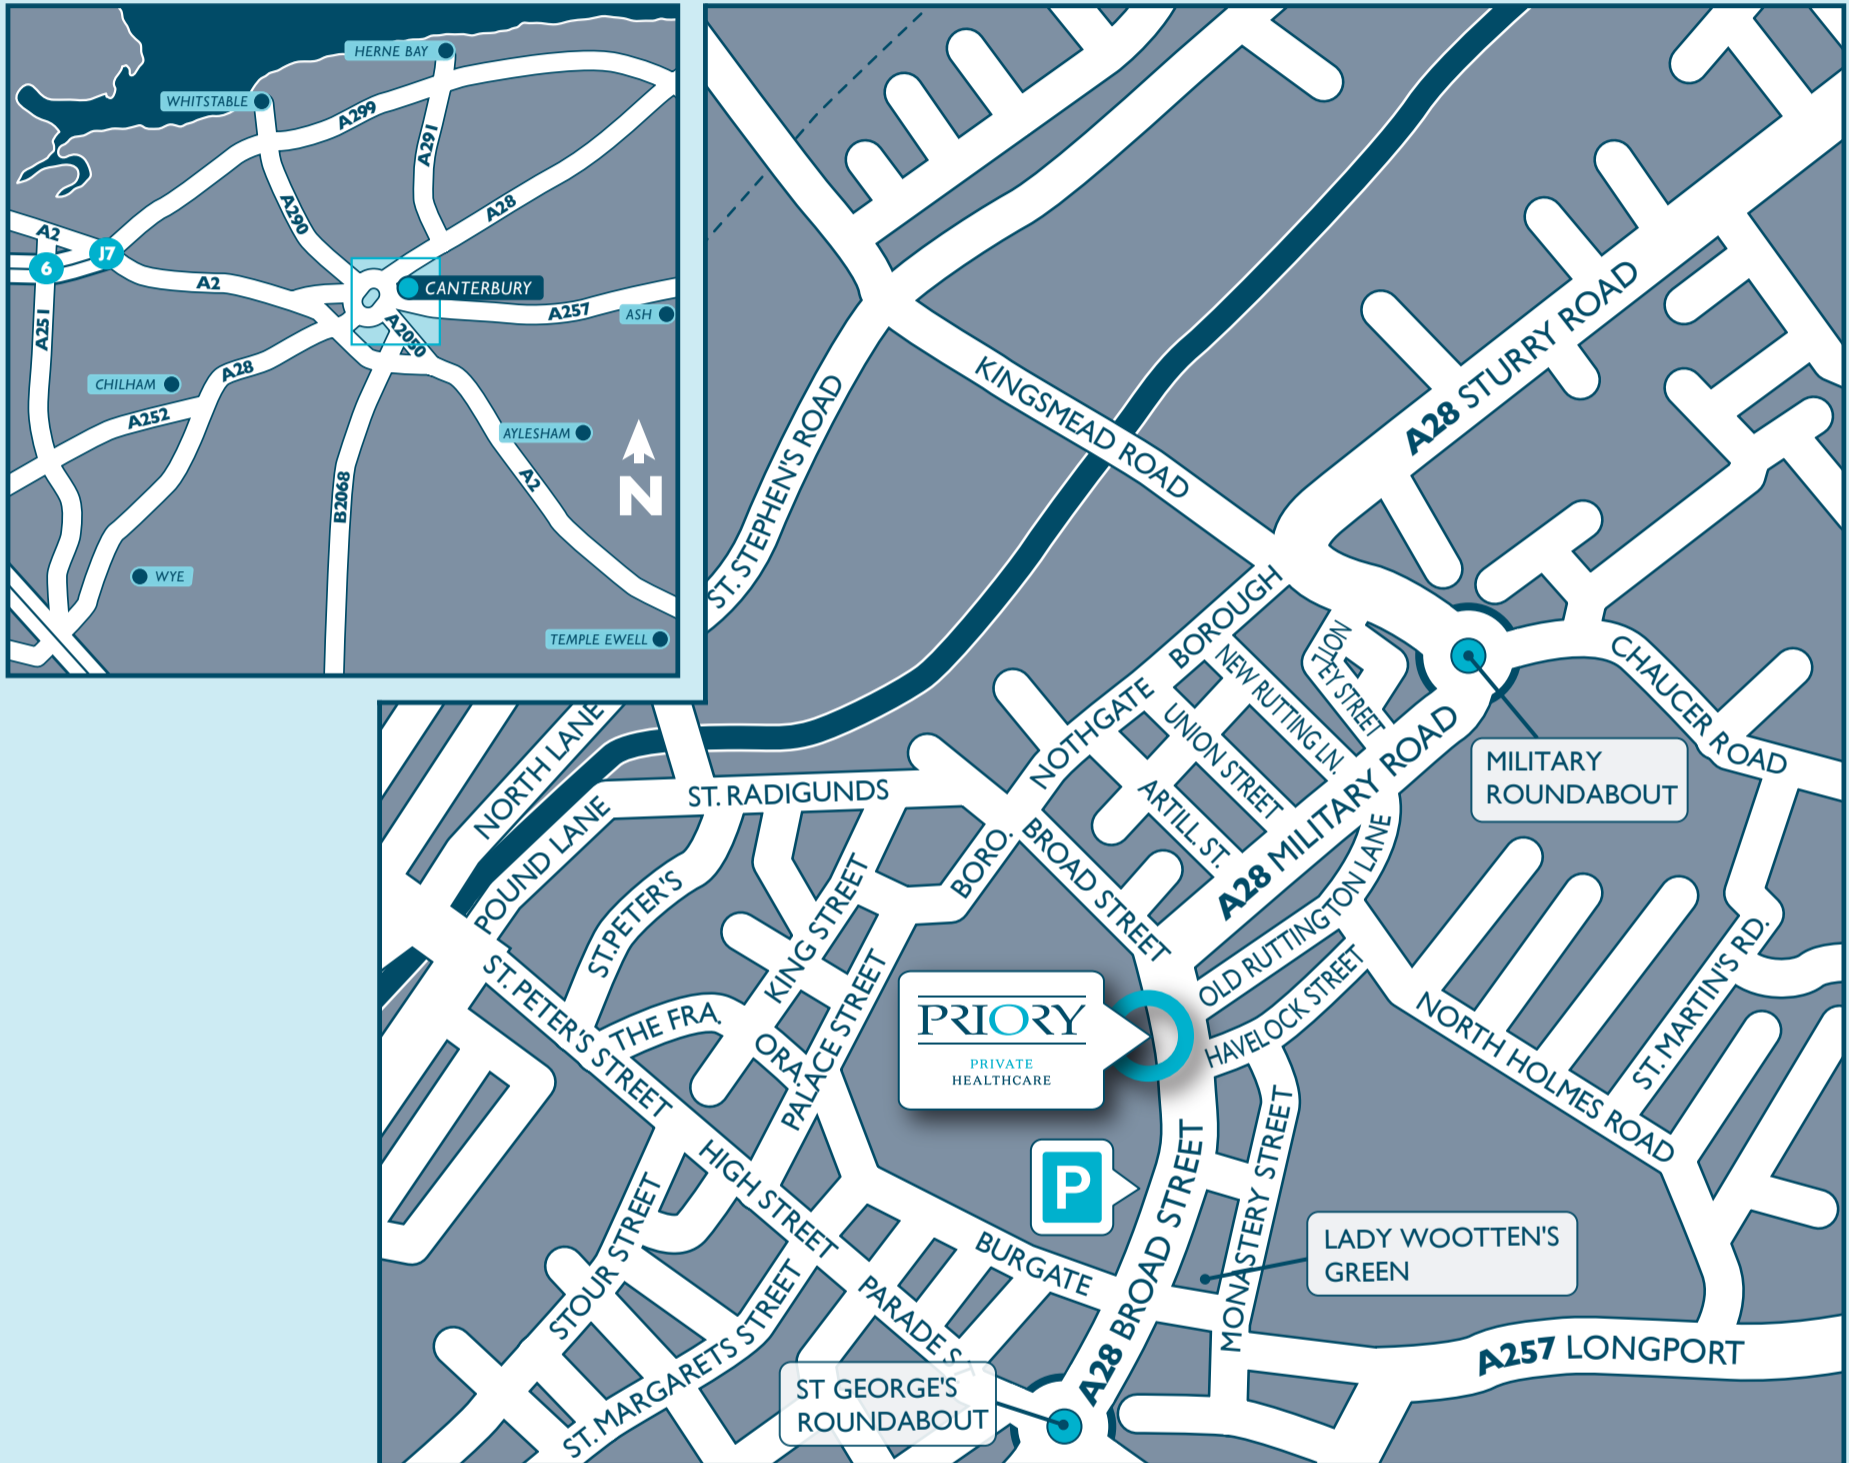 HERNE BAY
WHITSTABLE
A299
A291
A290
A28
A2
J7
6
A2
CANTERBURY
A257
ASH
A2050
A251
CHILHAM
A28
A252
AYLESHAM
A2
N
B2068
WYE
TEMPLE EWELL
KINGSMEAD ROAD
A28 STURRY ROAD
ST. STEPHEN'S ROAD
NOTLEY STREET
BOROUGH
NEW RUTTING LN.
CHAUCER ROAD
NOTHGATE
UNION STREET
NORTH LANE
MILITARY
ROUNDABOUT
ST. RADIGUNDS
ARTILL. ST.
A28 MILITARY ROAD
POUND LANE
BORO.
BROAD STREET
OLD RUTTINGTON LANE
ST.PETER'S
KING STREET
ST. PETER'S STREET
THE FRA.
ORA.
PALACE STREET
PRIORY
PRIVATE
HEALTHCARE
HAVELOCK STREET
NORTH HOLMES ROAD
ST. MARTIN'S RD.
HIGH STREET
P
A28 BROAD STREET
MONASTERY STREET
LADY WOOTTEN'S
GREEN
STOUR STREET
BURGATE
PARADE ST.
ST. MARGARETS STREET
A257 LONGPORT
ST GEORGE'S
ROUNDABOUT